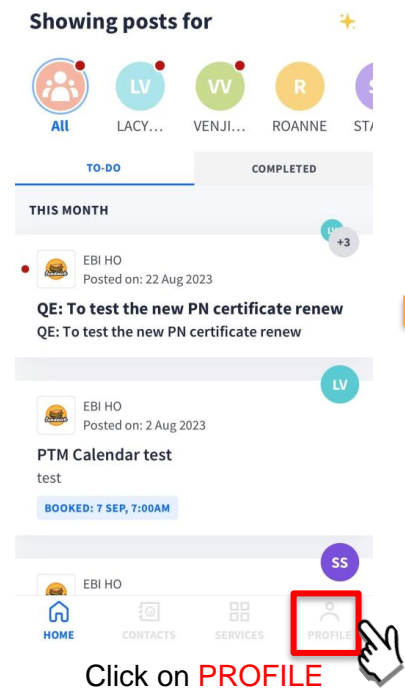 Showing posts for
LV
VV
R
All
LACY...
VENJI...
ROANNE
TO-DO
COMPLETED
THIS MONTH
+3
EBI HO
Posted on: 22 Aug 2023
QE: To test the new PN certificate renew
QE: To test the new PN certificate renew
LV
EBI HO
Posted on: 2 Aug 2023
PTM Calendar test
test
BOOKED: 7 SEP, 7:00AM
SS
EBI HO
HOME
CONTACTS
SERVICES
PROFILE
Click on PROFILE